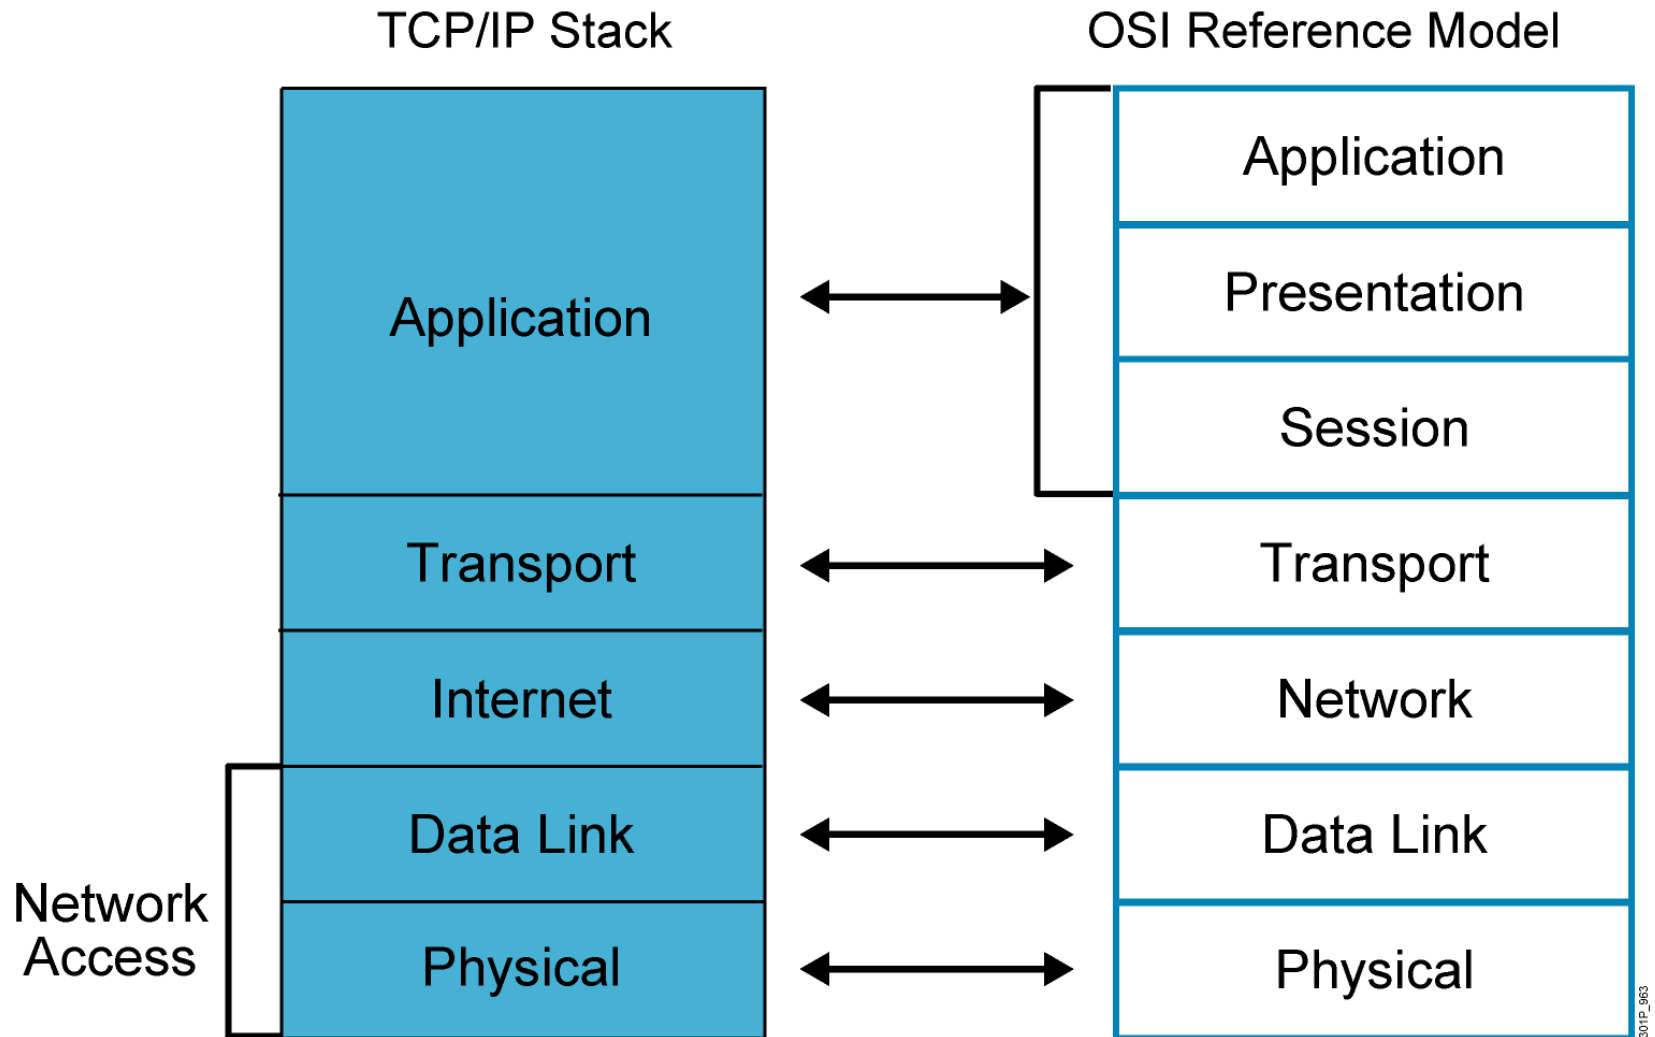 TCP/IP Stack
OSI Reference Model
Application
Transport
Internet
Data Link
Physical
Network
Access
Application
Presentation
Session
Transport
Network
Data Link
Physical
301P_963